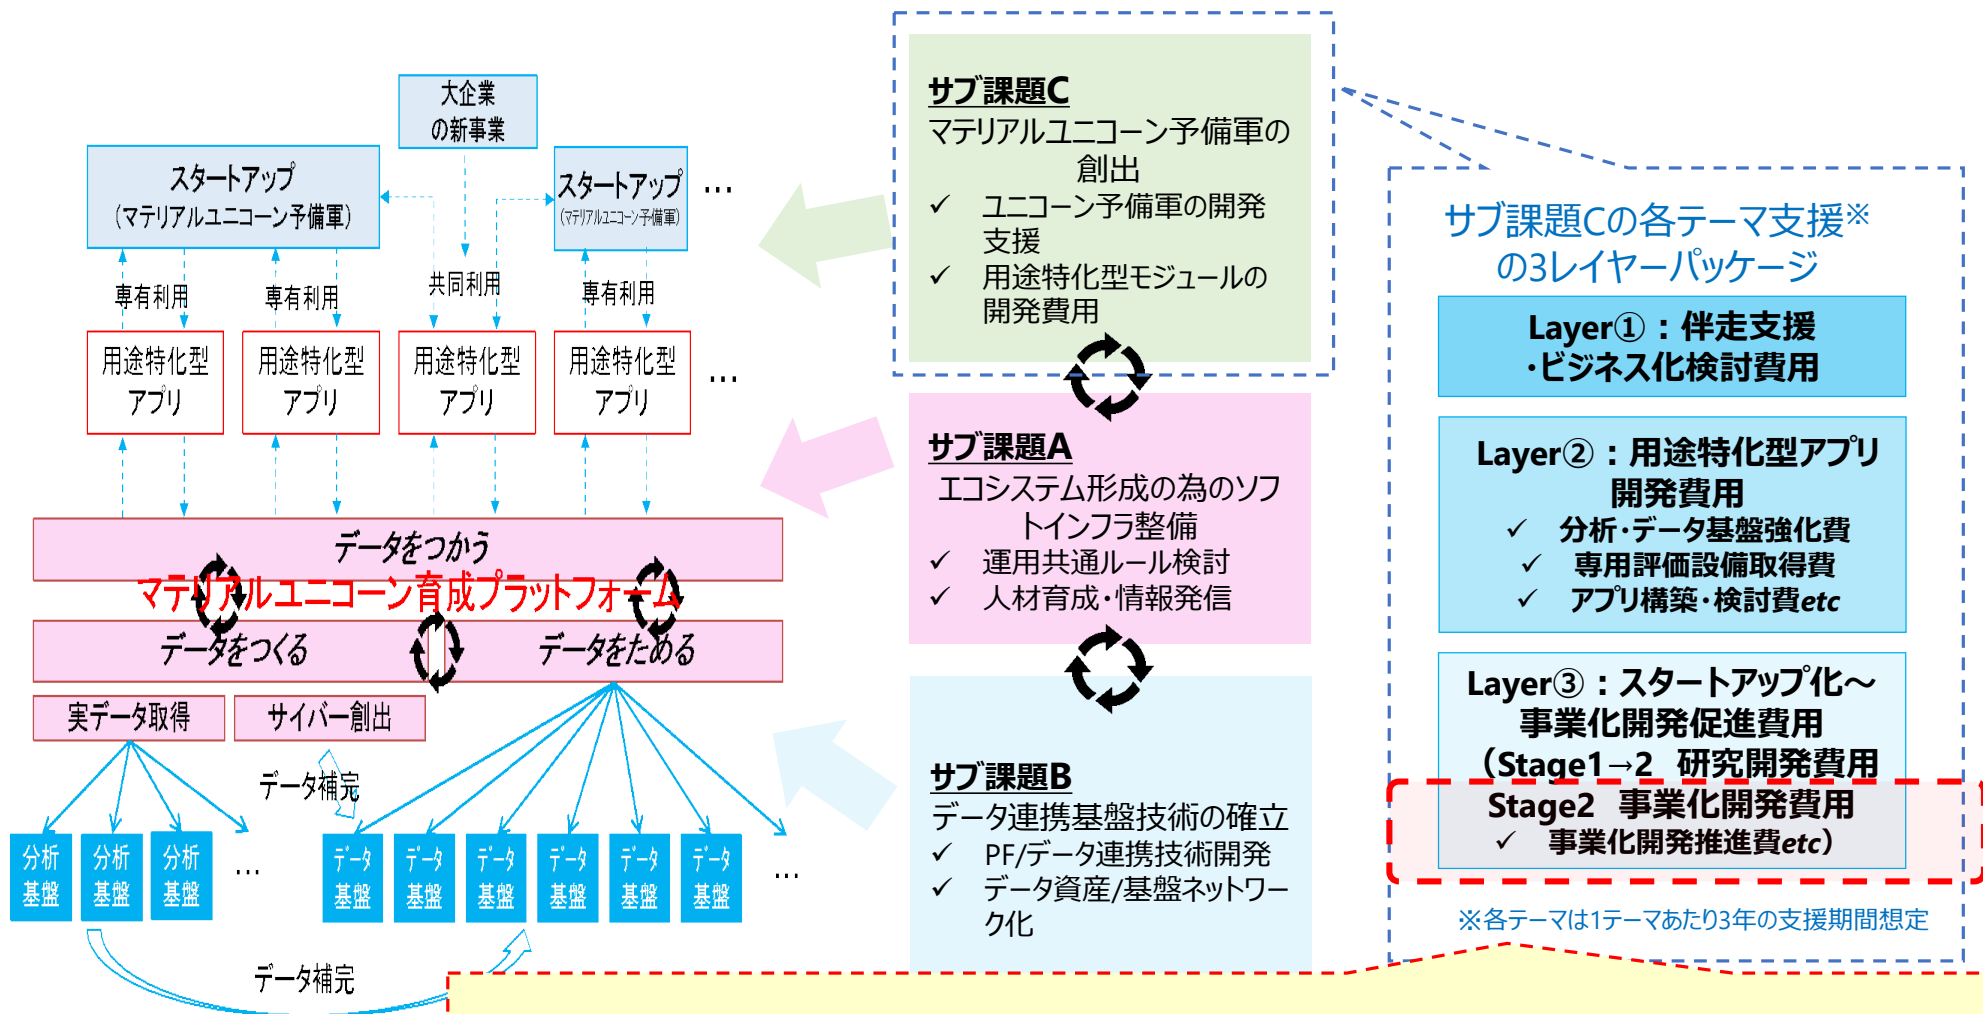 大企業
の新事業
スタートアップ
（マテリアルユニコーン予備軍）
スタートアップ
（マテリアルユニコーン予備軍）
…
専有利用
専有利用
共同利用
専有利用
用途特化型
アプリ
用途特化型
アプリ
用途特化型
アプリ
用途特化型
アプリ
…
データをつかう
マテリアルユニコーン育成プラットフォーム
データをつくる
データをためる
実データ取得
サイバー創出
データ補完
分析
基盤
分析
基盤
分析
基盤
…
データ
基盤
データ
基盤
データ
基盤
データ
基盤
データ
基盤
データ
基盤
…
データ補完
サブ課題C
マテリアルユニコーン予備軍の
創出
✓ ユニコーン予備軍の開発
支援
✓ 用途特化型モジュールの
開発費用
サブ課題A
エコシステム形成の為のソフ
トインフラ整備
✓ 運用共通ルール検討
✓ 人材育成・情報発信
サブ課題B
データ連携基盤技術の確立
✓ PF/データ連携技術開発
✓ データ資産/基盤ネットワー
ク化
サブ課題Cの各テーマ支援※
の3レイヤーパッケージ
Layer①：伴走支援
・ビジネス化検討費用
Layer②：用途特化型アプリ
開発費用
✓ 分析・データ基盤強化費
✓ 専用評価設備取得費
✓ アプリ構築・検討費etc
Layer③：スタートアップ化～
事業化開発促進費用
（Stage1→2 研究開発費用
Stage2 事業化開発費用
✓ 事業化開発推進費etc）
※各テーマは1テーマあたり3年の支援期間想定